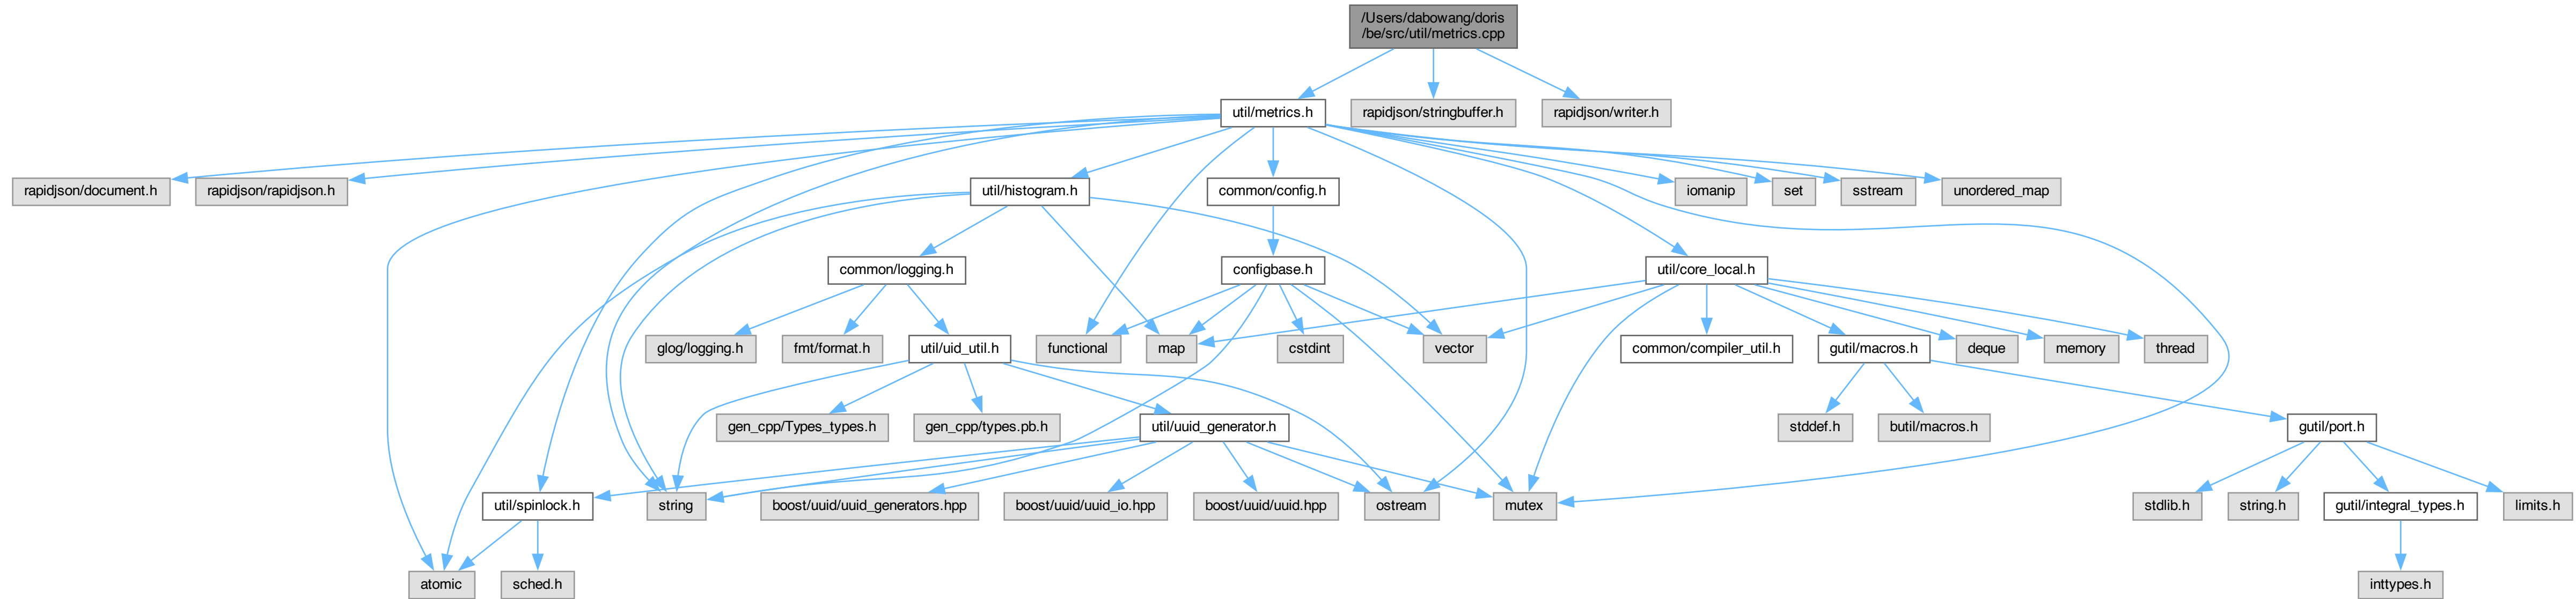 /Users/dabowang/doris
/be/src/util/metrics.cpp
util/metrics.h
rapidjson/stringbuffer.h
rapidjson/writer.h
rapidjson/document.h
rapidjson/rapidjson.h
util/histogram.h
common/config.h
iomanip
set
sstream
unordered_map
common/logging.h
configbase.h
util/core_local.h
glog/logging.h
fmt/format.h
util/uid_util.h
functional
map
cstdint
vector
common/compiler_util.h
gutil/macros.h
deque
memory
thread
gen_cpp/Types_types.h
gen_cpp/types.pb.h
util/uuid_generator.h
stddef.h
butil/macros.h
gutil/port.h
util/spinlock.h
string
boost/uuid/uuid_generators.hpp
boost/uuid/uuid_io.hpp
boost/uuid/uuid.hpp
ostream
mutex
stdlib.h
string.h
gutil/integral_types.h
limits.h
atomic
sched.h
inttypes.h